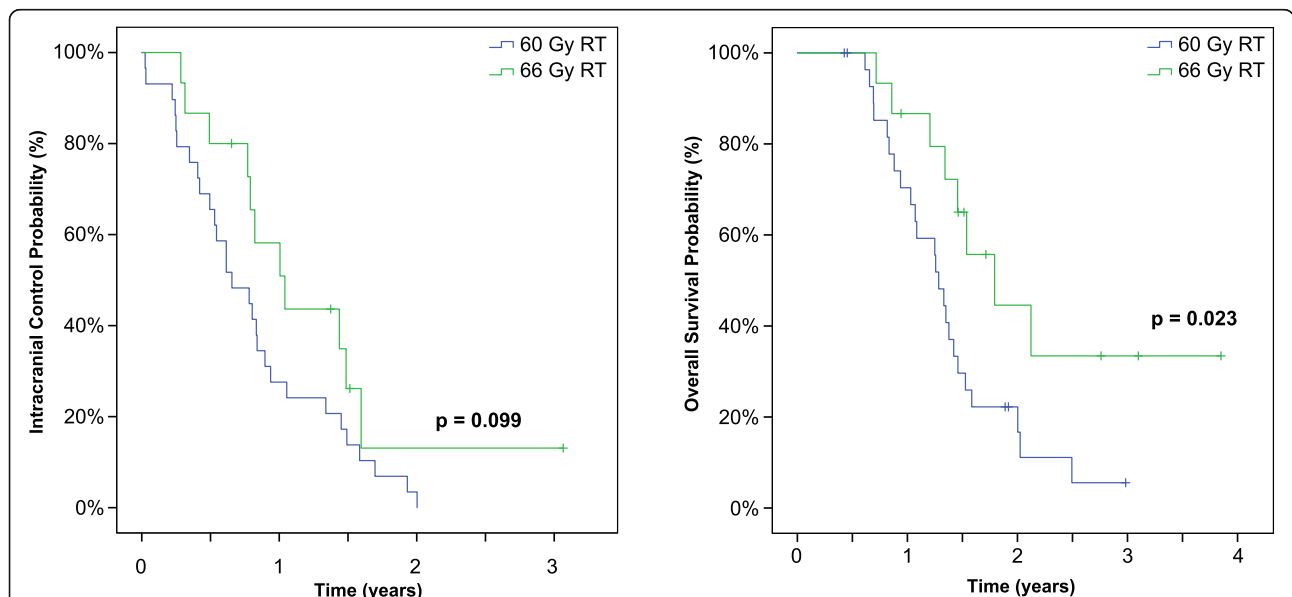 Intracranial Control Probability (%)
100%
80%
60%
40%
20%
0%
60 Gy RT
66 Gy RT
p = 0.099
0
1
2
3
Time (years)
Overall Survival Probability (%)
100%
80%
60%
40%
20%
0%
60 Gy RT
66 Gy RT
p = 0.023
0
1
2
3
4
Time (years)